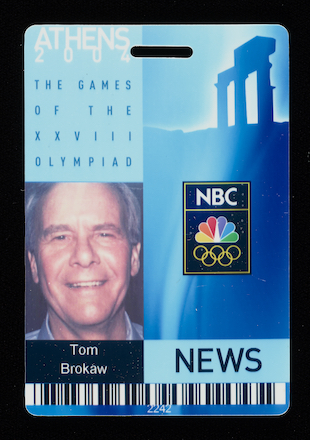 ATHENS
2004
THE GAMES
OF THE
XXVIII
OLYMPIAD
NBC
Tom
Brokaw
NEWS
2242